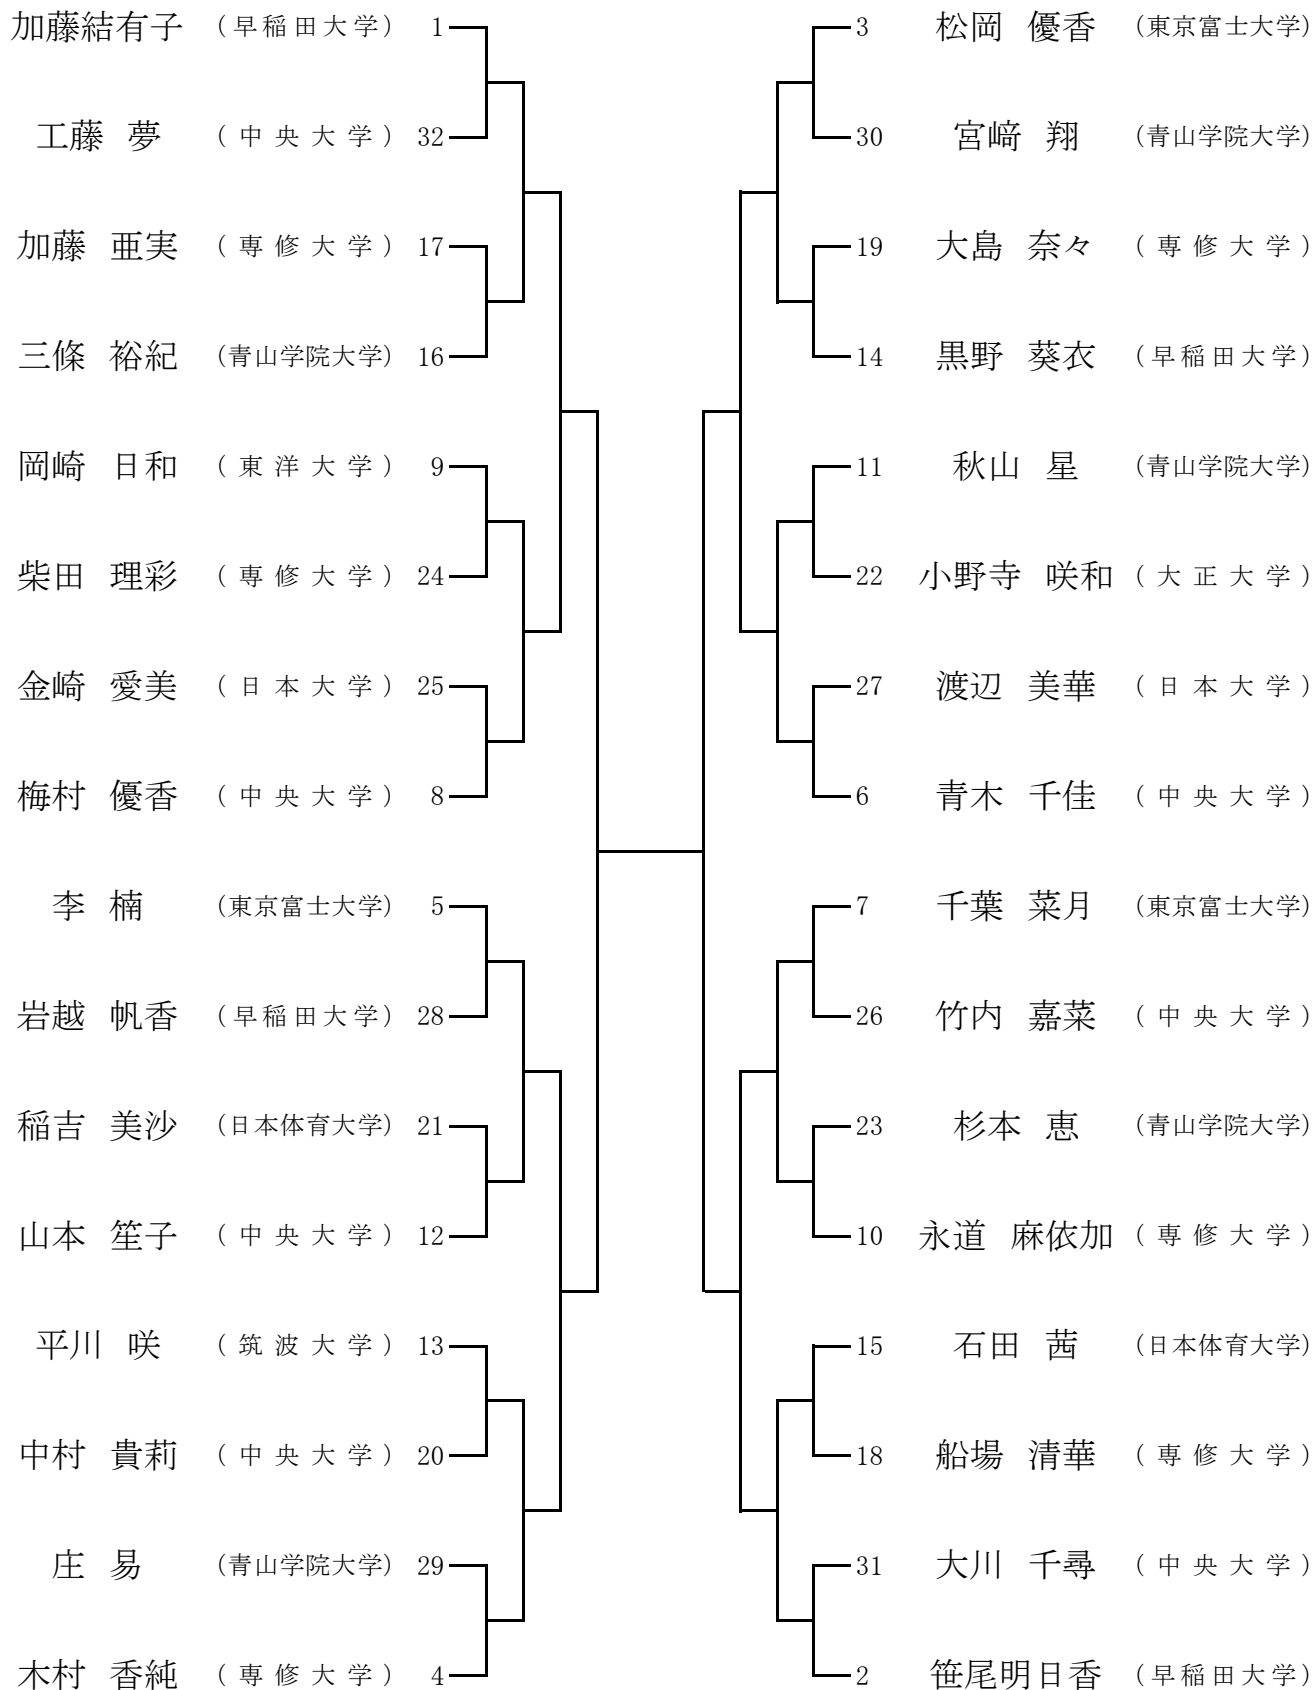 加藤結有子 (早稲田大学) 1 3 松岡 優香 (東京富士大学)
工藤 夢 (中央大学) 32 30 宮﨑 翔 (青山学院大学)
加藤 亜実 (専修大学) 17 19 大島 奈々 (専修大学)
三條 裕紀 (青山学院大学) 16 14 黒野 葵衣 (早稲田大学)
岡崎 日和 (東洋大学) 9 11 秋山 星 (青山学院大学)
柴田 理彩 (専修大学) 24 22 小野寺 咲和 (大正大学)
金崎 愛美 (日本大学) 25 27 渡辺 美華 (日本大学)
梅村 優香 (中央大学) 8 6 青木 千佳 (中央大学)
李 楠 (東京富士大学) 5 7 千葉 菜月 (東京富士大学)
岩越 帆香 (早稲田大学) 28 26 竹内 嘉菜 (中央大学)
稲吉 美沙 (日本体育大学) 21 23 杉本 恵 (青山学院大学)
山本 笙子 (中央大学) 12 10 永道 麻依加 (専修大学)
平川 咲 (筑波大学) 13 15 石田 茜 (日本体育大学)
中村 貴莉 (中央大学) 20 18 船場 清華 (専修大学)
庄 易 (青山学院大学) 29 31 大川 千尋 (中央大学)
木村 香純 (専修大学) 4 2 笹尾明日香 (早稲田大学)